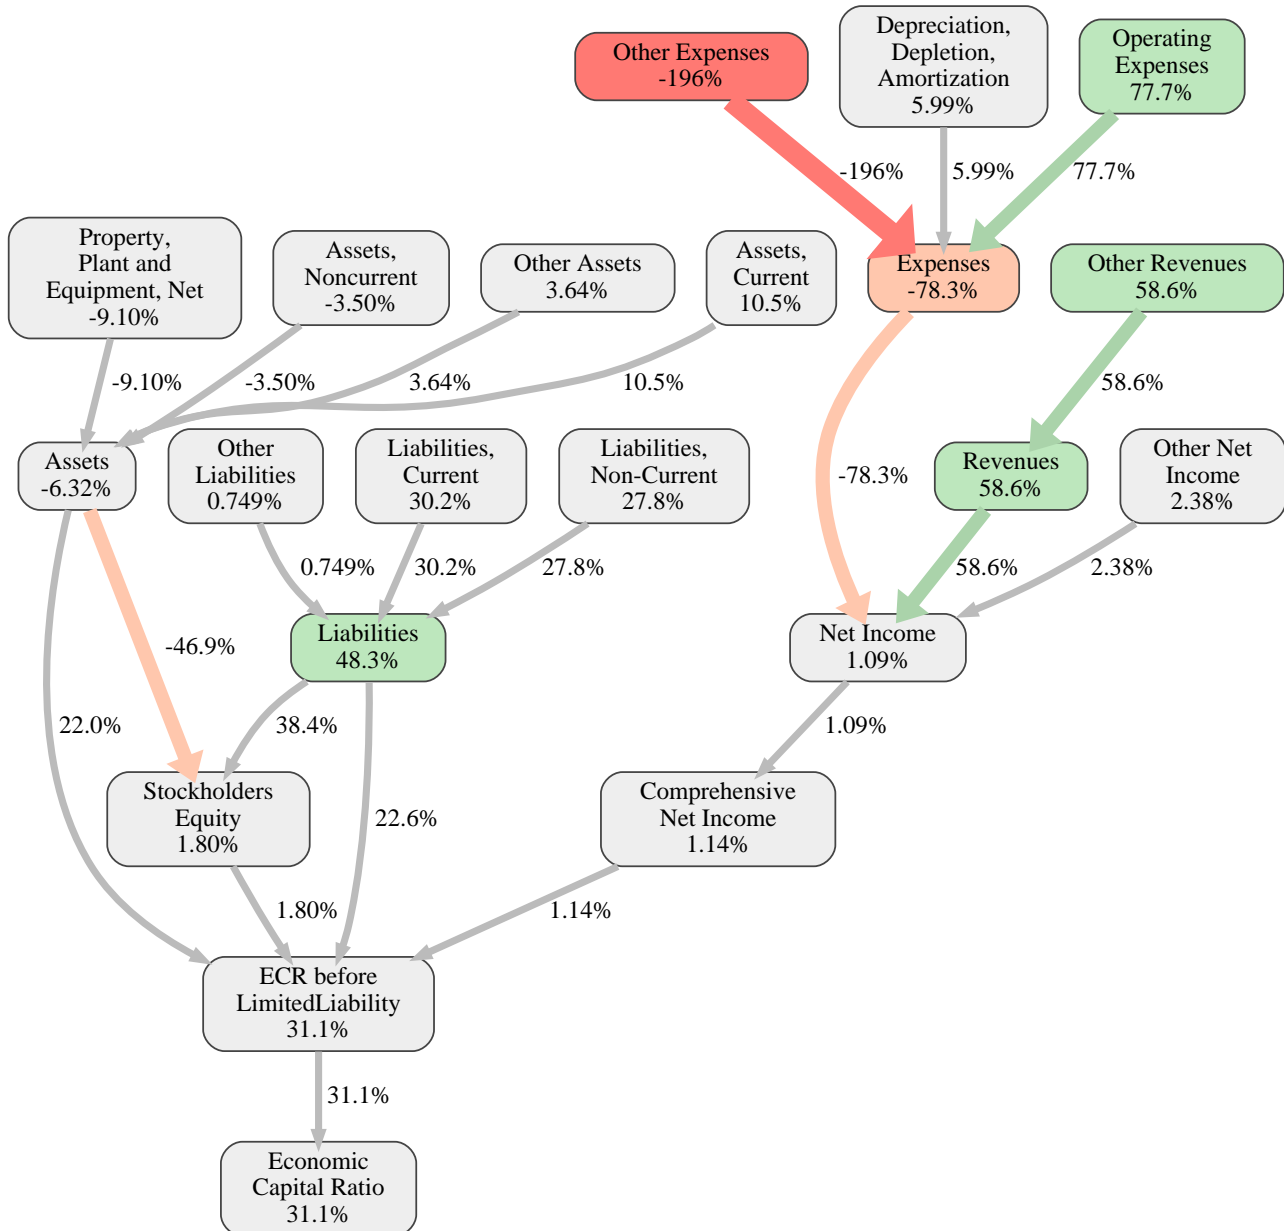 Other Expenses
-196%
Depreciation,
Depletion,
Amortization
5.99%
Operating
Expenses
77.7%
-196%
5.99%
77.7%
Property,
Plant and
Equipment, Net
-9.10%
Assets,
Noncurrent
-3.50%
Other Assets
3.64%
Assets,
Current
10.5%
Expenses
-78.3%
Other Revenues
58.6%
-9.10%
-3.50%
3.64%
10.5%
58.6%
Assets
-6.32%
Other
Liabilities
0.749%
Liabilities,
Current
30.2%
Liabilities,
Non-Current
27.8%
-78.3%
Revenues
58.6%
Other Net
Income
2.38%
0.749%
30.2%
27.8%
58.6%
2.38%
-46.9%
Liabilities
48.3%
Net Income
1.09%
22.0%
38.4%
1.09%
Stockholders
Equity
1.80%
22.6%
Comprehensive
Net Income
1.14%
1.80%
1.14%
ECR before
LimitedLiability
31.1%
31.1%
Economic
Capital Ratio
31.1%